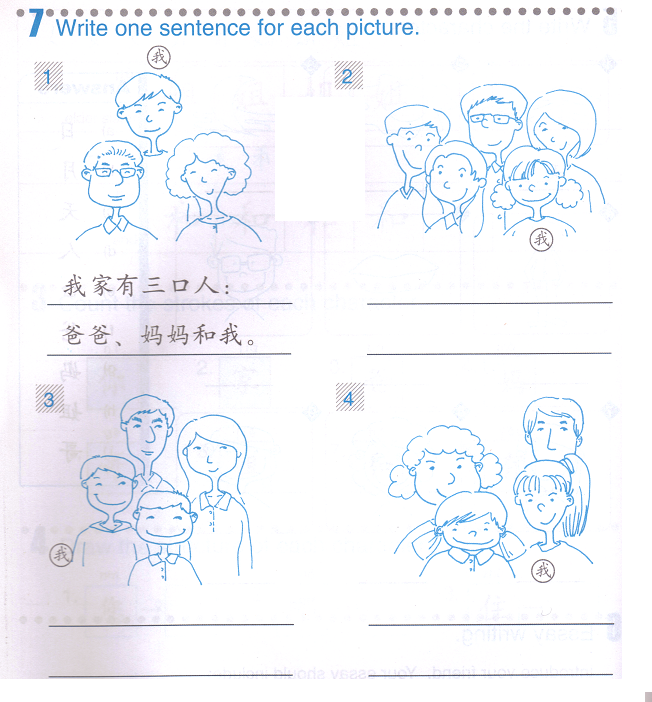 7 Write one sentence for each picture.
1
我
2
我
我家有三口人：
爸爸、妈妈和我。
3
我
4
我